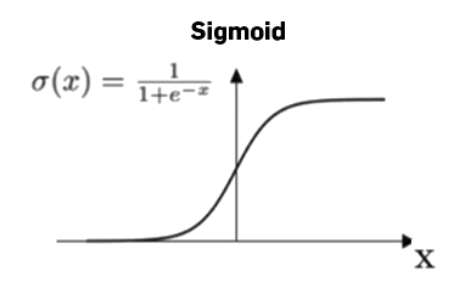 Sigmoid
σ(x) = 1/(1+e^{-x})
X